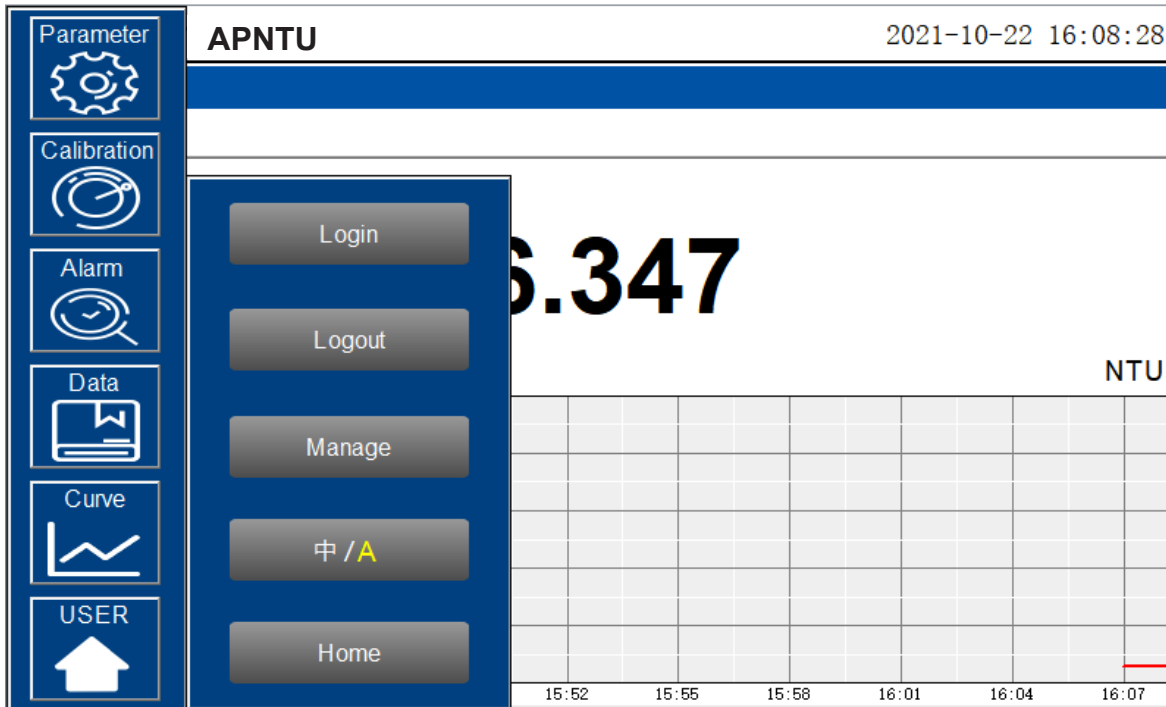 Parameter
APNTU
2021-10-22 16:08:28
Calibration
Alarm
Data
Curve
USER
Login
Logout
Manage
中/A
Home
6.347
NTU
15:52 15:55 15:58 16:01 16:04 16:07